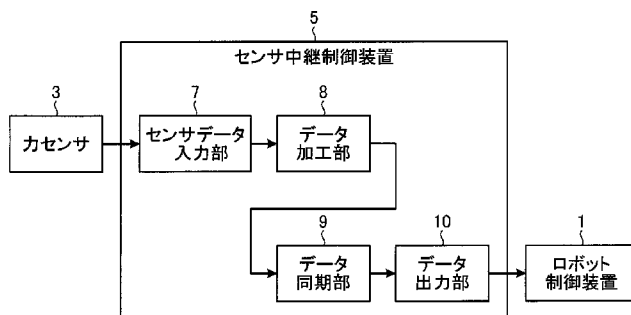 5
センサ中継制御装置
3
力センサ
7
センサデータ
入力部
8
データ
加工部
9
データ
同期部
10
データ
出力部
1
ロボット
制御装置